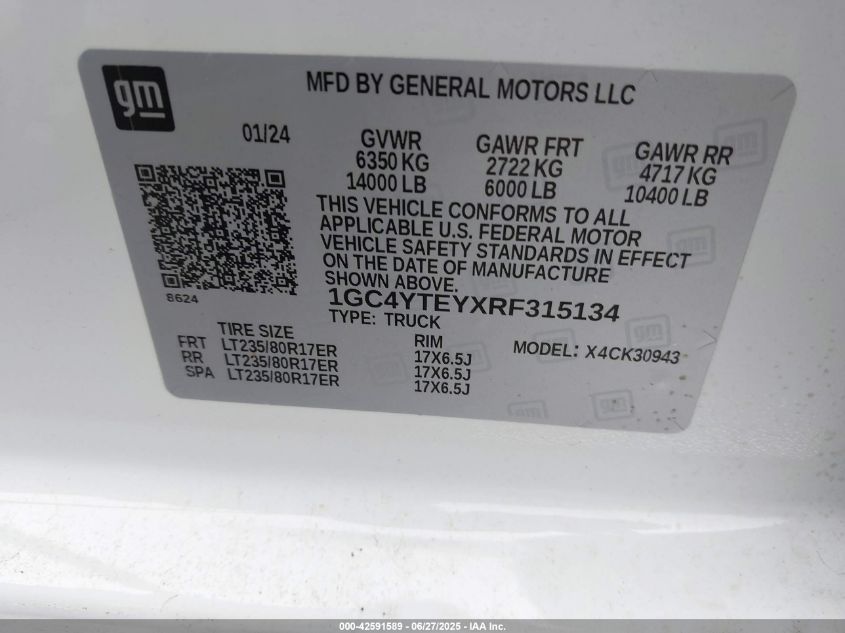 gm
MFD BY GENERAL MOTORS LLC
01/24
GVWR
6350 KG
14000 LB
GAWR FRT
2722 KG
6000 LB
GAWR RR
4717 KG
10400 LB
THIS VEHICLE CONFORMS TO ALL
APPLICABLE U.S. FEDERAL MOTOR
VEHICLE SAFETY STANDARDS IN EFFECT
ON THE DATE OF MANUFACTURE
SHOWN ABOVE.
8624
1GC4YTEYXRF315134
TYPE: TRUCK
MODEL: X4CK30943
TIRE SIZE RIM
FRT LT235/80R17ER 17X6.5J
RR LT235/80R17ER 17X6.5J
SPA LT235/80R17ER 17X6.5J
000-42591589 - 06/27/2025 - IAA Inc.